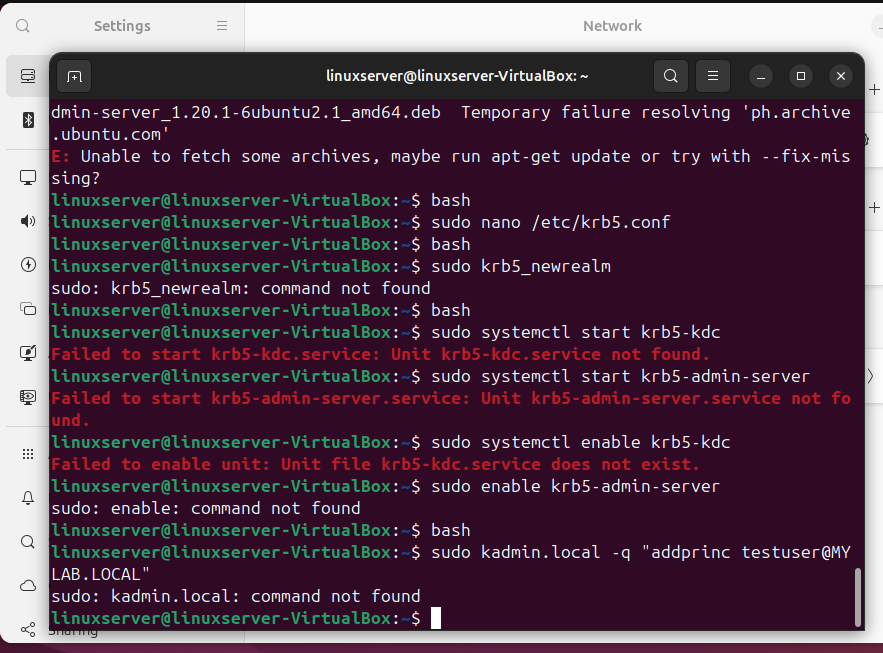 Settings
Network
linuxserver@linuxserver-VirtualBox: ~
dmin-server_1.20.1-6ubuntu2.1_amd64.deb  Temporary failure resolving 'ph.archive
.ubuntu.com'
E: Unable to fetch some archives, maybe run apt-get update or try with --fix-mis
sing?
linuxserver@linuxserver-VirtualBox:~$ bash
linuxserver@linuxserver-VirtualBox:~$ sudo nano /etc/krb5.conf
linuxserver@linuxserver-VirtualBox:~$ bash
linuxserver@linuxserver-VirtualBox:~$ sudo krb5_newrealm
sudo: krb5_newrealm: command not found
linuxserver@linuxserver-VirtualBox:~$ bash
linuxserver@linuxserver-VirtualBox:~$ sudo systemctl start krb5-kdc
Failed to start krb5-kdc.service: Unit krb5-kdc.service not found.
linuxserver@linuxserver-VirtualBox:~$ sudo systemctl start krb5-admin-server
Failed to start krb5-admin-server.service: Unit krb5-admin-server.service not fo
und.
linuxserver@linuxserver-VirtualBox:~$ sudo systemctl enable krb5-kdc
Failed to enable unit: Unit file krb5-kdc.service does not exist.
linuxserver@linuxserver-VirtualBox:~$ sudo enable krb5-admin-server
sudo: enable: command not found
linuxserver@linuxserver-VirtualBox:~$ bash
linuxserver@linuxserver-VirtualBox:~$ sudo kadmin.local -q "addprinc testuser@MY
LAB.LOCAL"
sudo: kadmin.local: command not found
linuxserver@linuxserver-VirtualBox:~$
Sharing